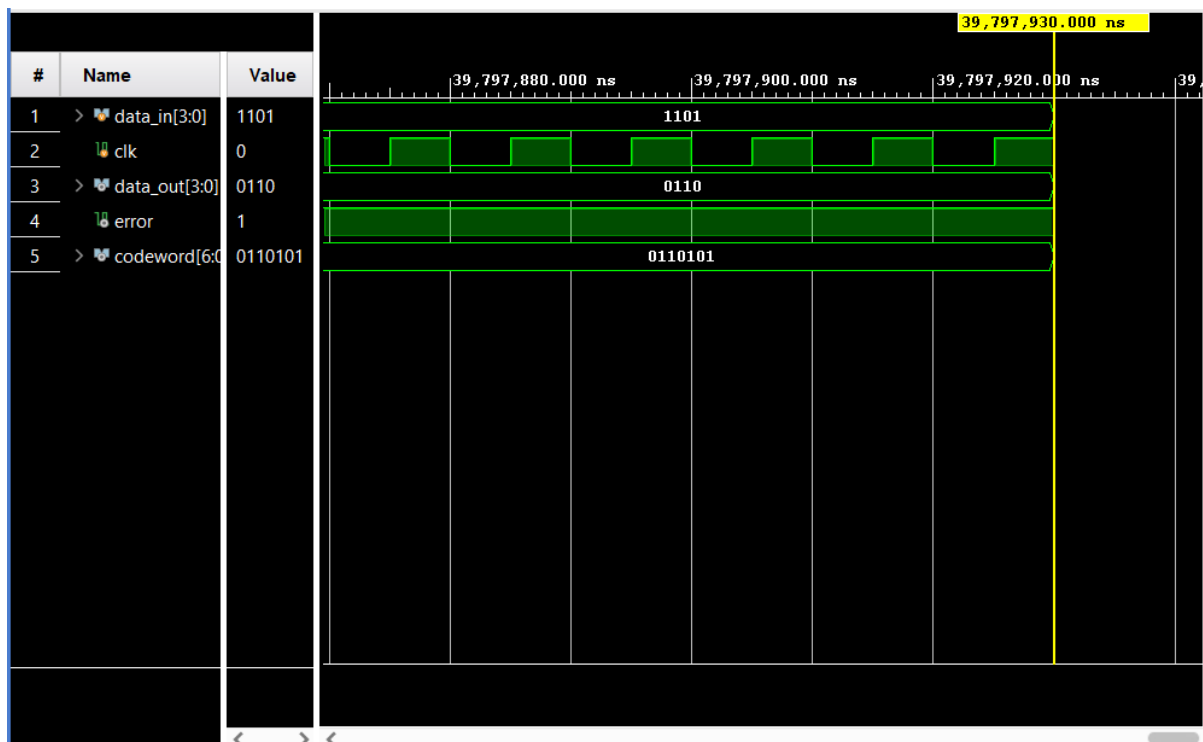 39,797,930.000 ns
# Name Value
39,797,880.000 ns 39,797,900.000 ns 39,797,920.000 ns 39,
1 data_in[3:0] 1101 1101
2 clk 0
3 data_out[3:0] 0110 0110
4 error 1
5 codeword[6:0 0110101 0110101